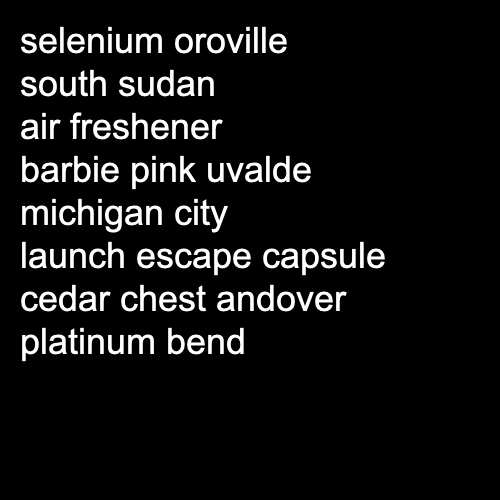 selenium oroville
south sudan
air freshener
barbie pink uvalde
michigan city
launch escape capsule
cedar chest andover
platinum bend